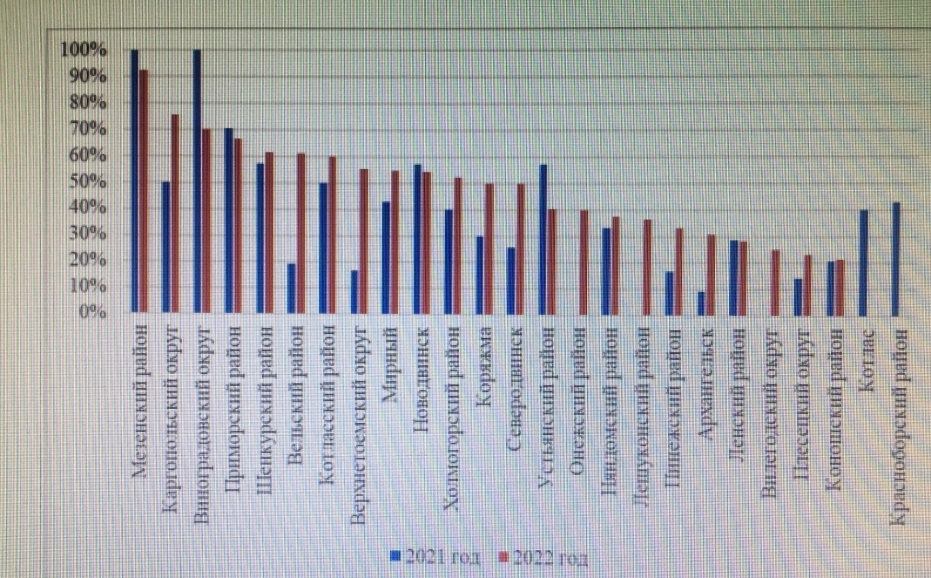 100%
90%
80%
70%
60%
50%
40%
30%
20%
10%
0%
Мезенский район
Каргопольский округ
Виноградовский округ
Приморский район
Шенкурский район
Вельский район
Котласский район
Верхнетоемский округ
Мирный
Новодвинск
Холмогорский район
Коряжма
Северодвинск
Устьянский район
Онежский район
Няндомский район
Лешуконский район
Пинежский район
Архангельск
Ленский район
Вилегодский округ
Плесецкий округ
Коношский район
Котлас
Красноборский район
2021 год 2022 год